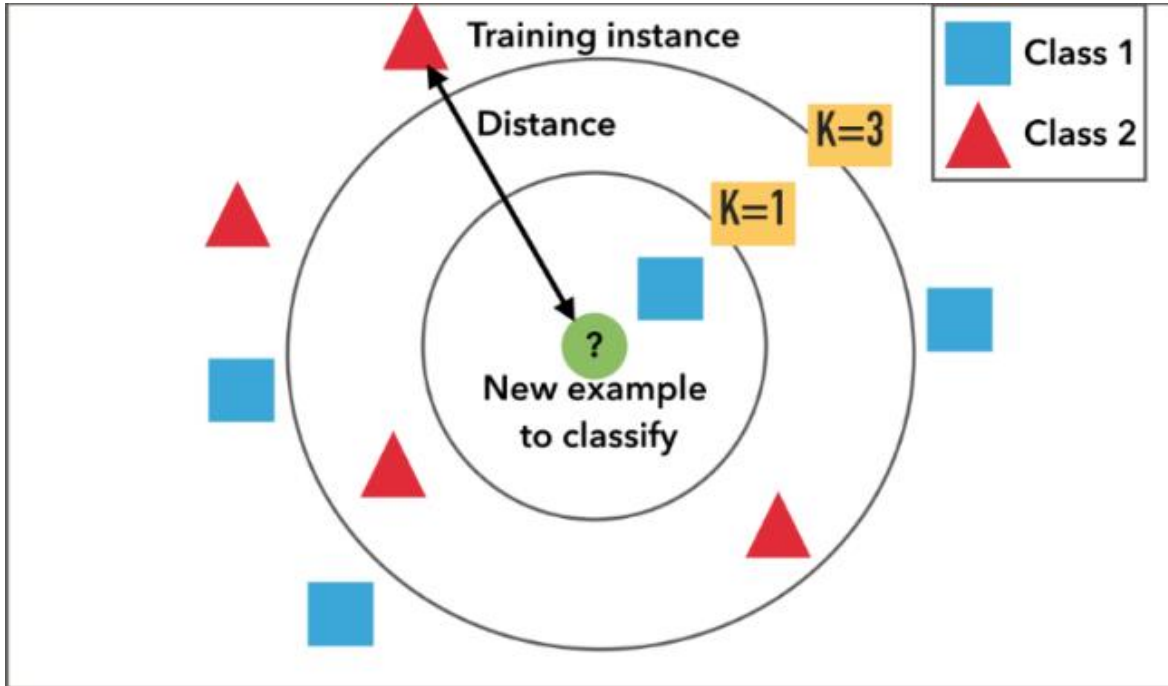 Training instance
Class 1
Distance
K=3
Class 2
K=1
?
New example
to classify